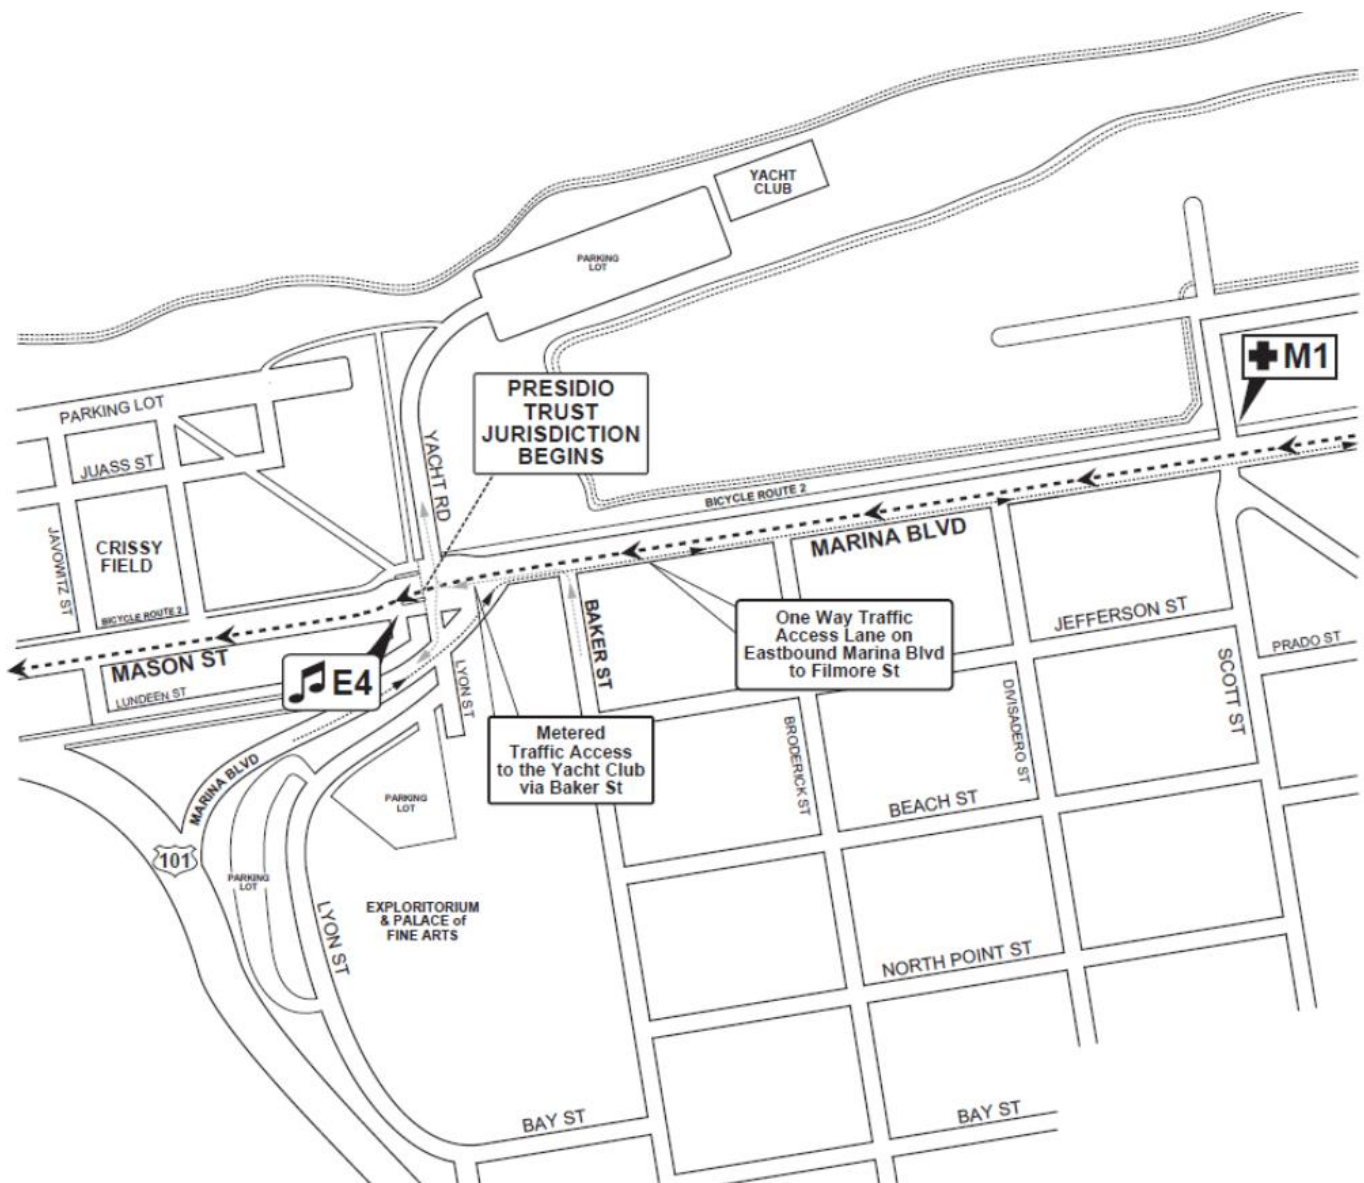 YACHT
CLUB
PARKING
LOT
M1
PRESIDIO
TRUST
JURISDICTION
BEGINS
PARKING LOT
YACHT RD
JUASS ST
BICYCLE ROUTE 2
MARINA BLVD
JAVOWITZ ST
CRISSY
FIELD
BICYCLE ROUTE 2
MASON ST
LUNDEEN ST
E4
LYON ST
BAKER ST
One Way Traffic
Access Lane on
Eastbound Marina Blvd
to Filmore St
JEFFERSON ST
PRADO ST
SCOTT ST
Metered
Traffic Access
to the Yacht Club
via Baker St
BRODERICK ST
DIVISADERO ST
MARINA BLVD
PARKING
LOT
BEACH ST
101
PARKING
LOT
EXPLORITORIUM
& PALACE of
FINE ARTS
LYON ST
NORTH POINT ST
BAY ST
BAY ST